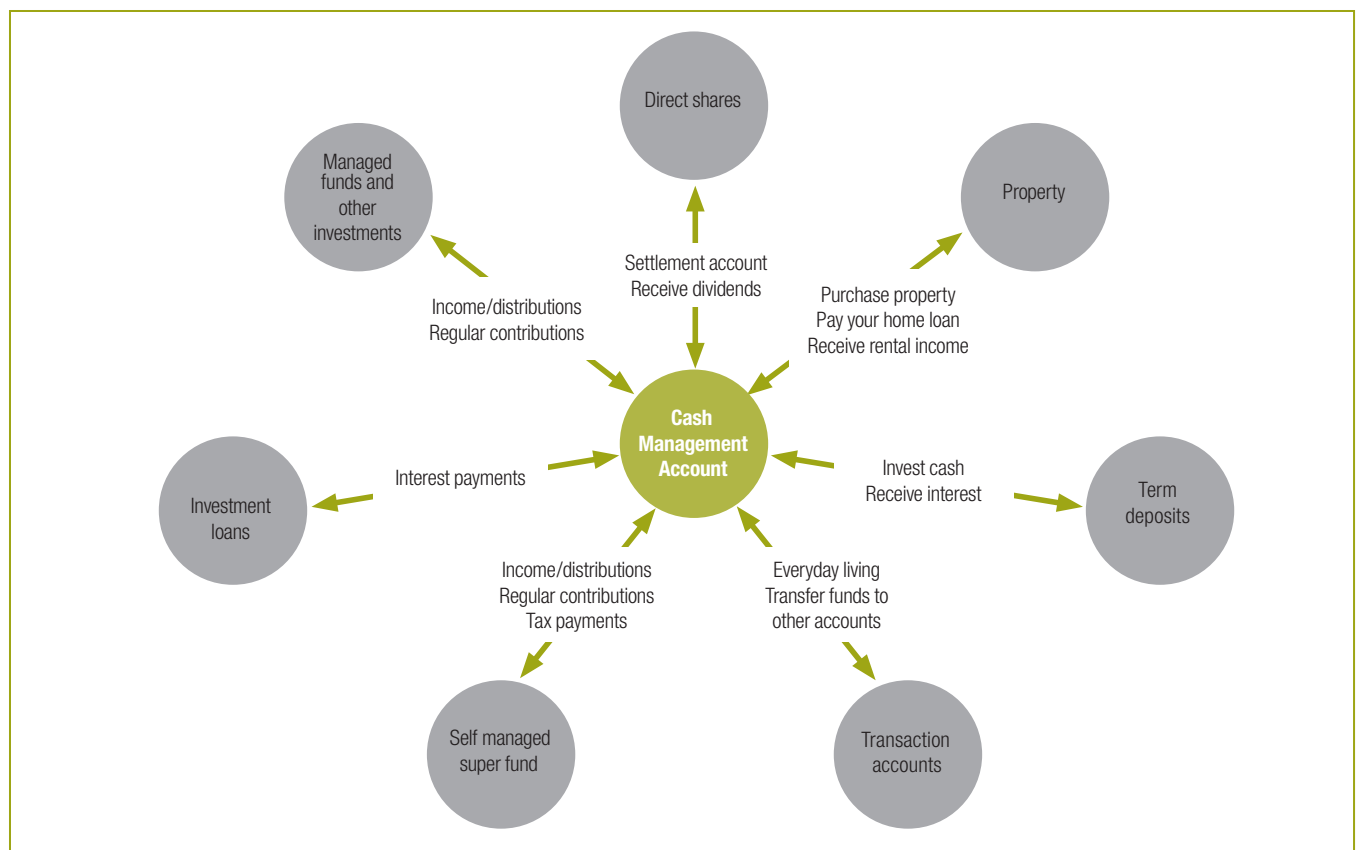 Direct shares
Managed
funds and
other
investments
Property
Settlement account
Receive dividends
Income/distributions
Regular contributions
Purchase property
Pay your home loan
Receive rental income
Cash
Management
Account
Interest payments
Invest cash
Receive interest
Investment
loans
Term
deposits
Income/distributions
Regular contributions
Tax payments
Everyday living
Transfer funds to
other accounts
Self managed
super fund
Transaction
accounts